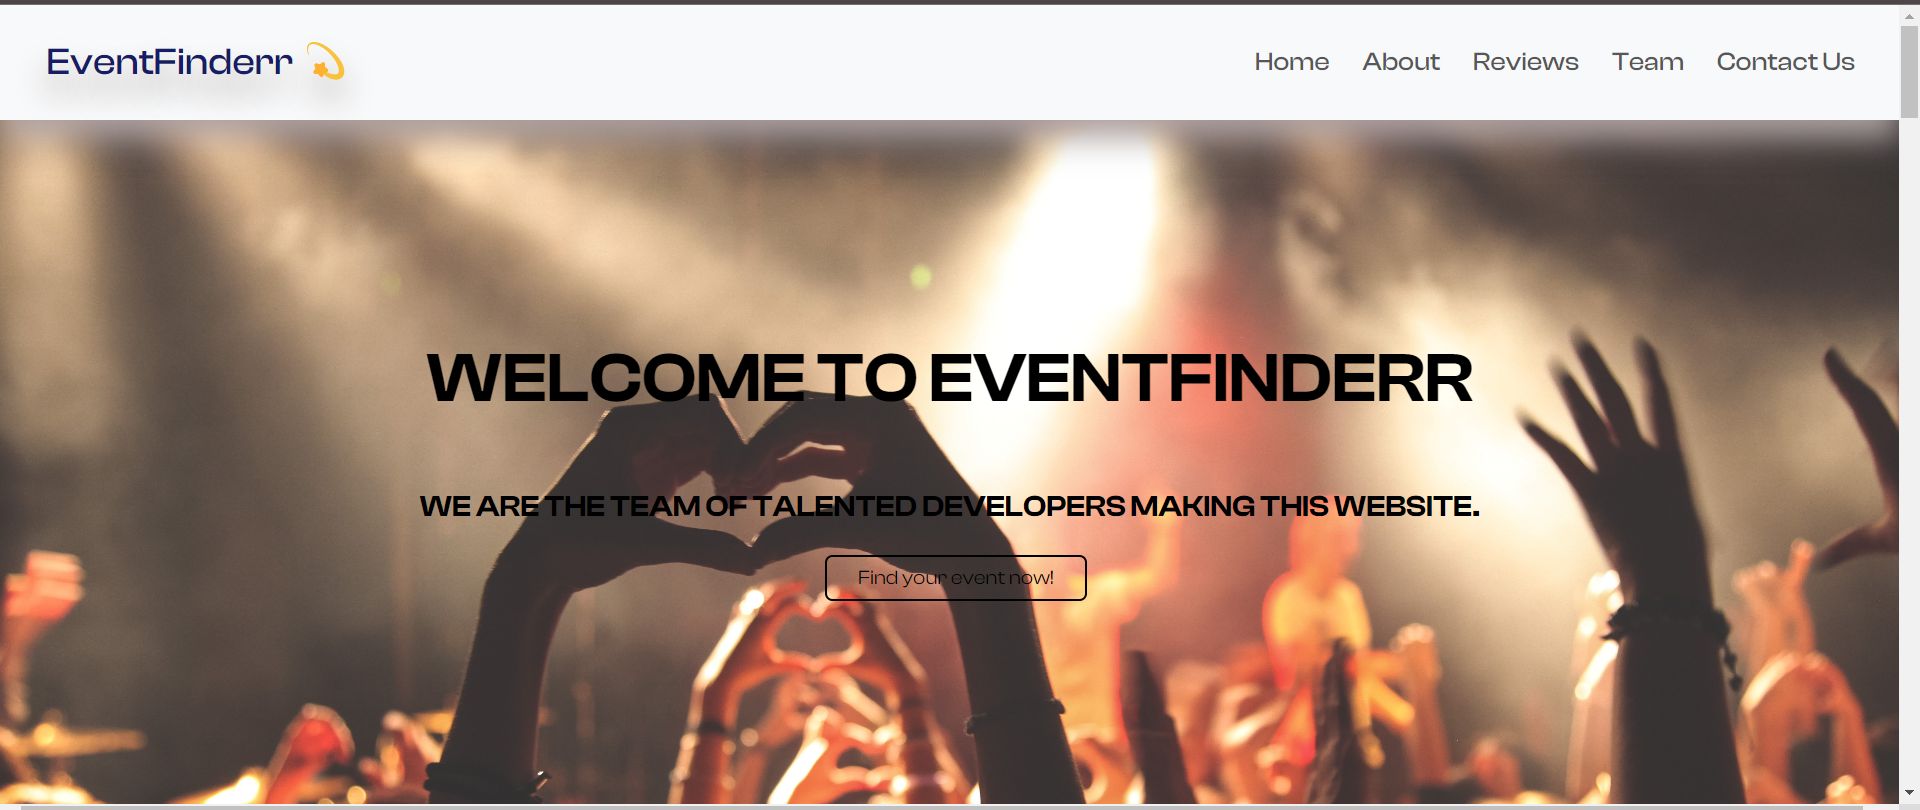 EventFinderr
Home About Reviews Team Contact Us
WELCOME TO EVENTFINDERR
WE ARE THE TEAM OF TALENTED DEVELOPERS MAKING THIS WEBSITE.
Find your event now!